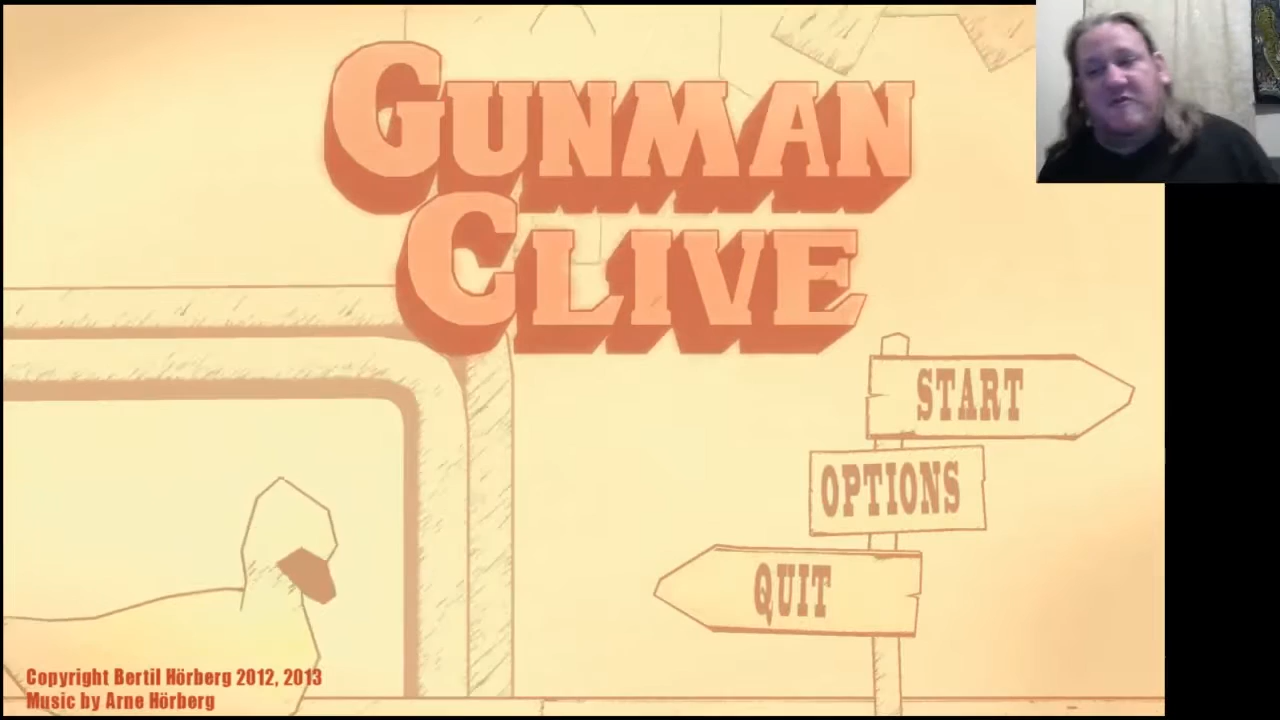 GUNMAN
CLIVE
START
OPTIONS
QUIT
Copyright Bertil Hörberg 2012, 2013
Music by Arne Hörberg